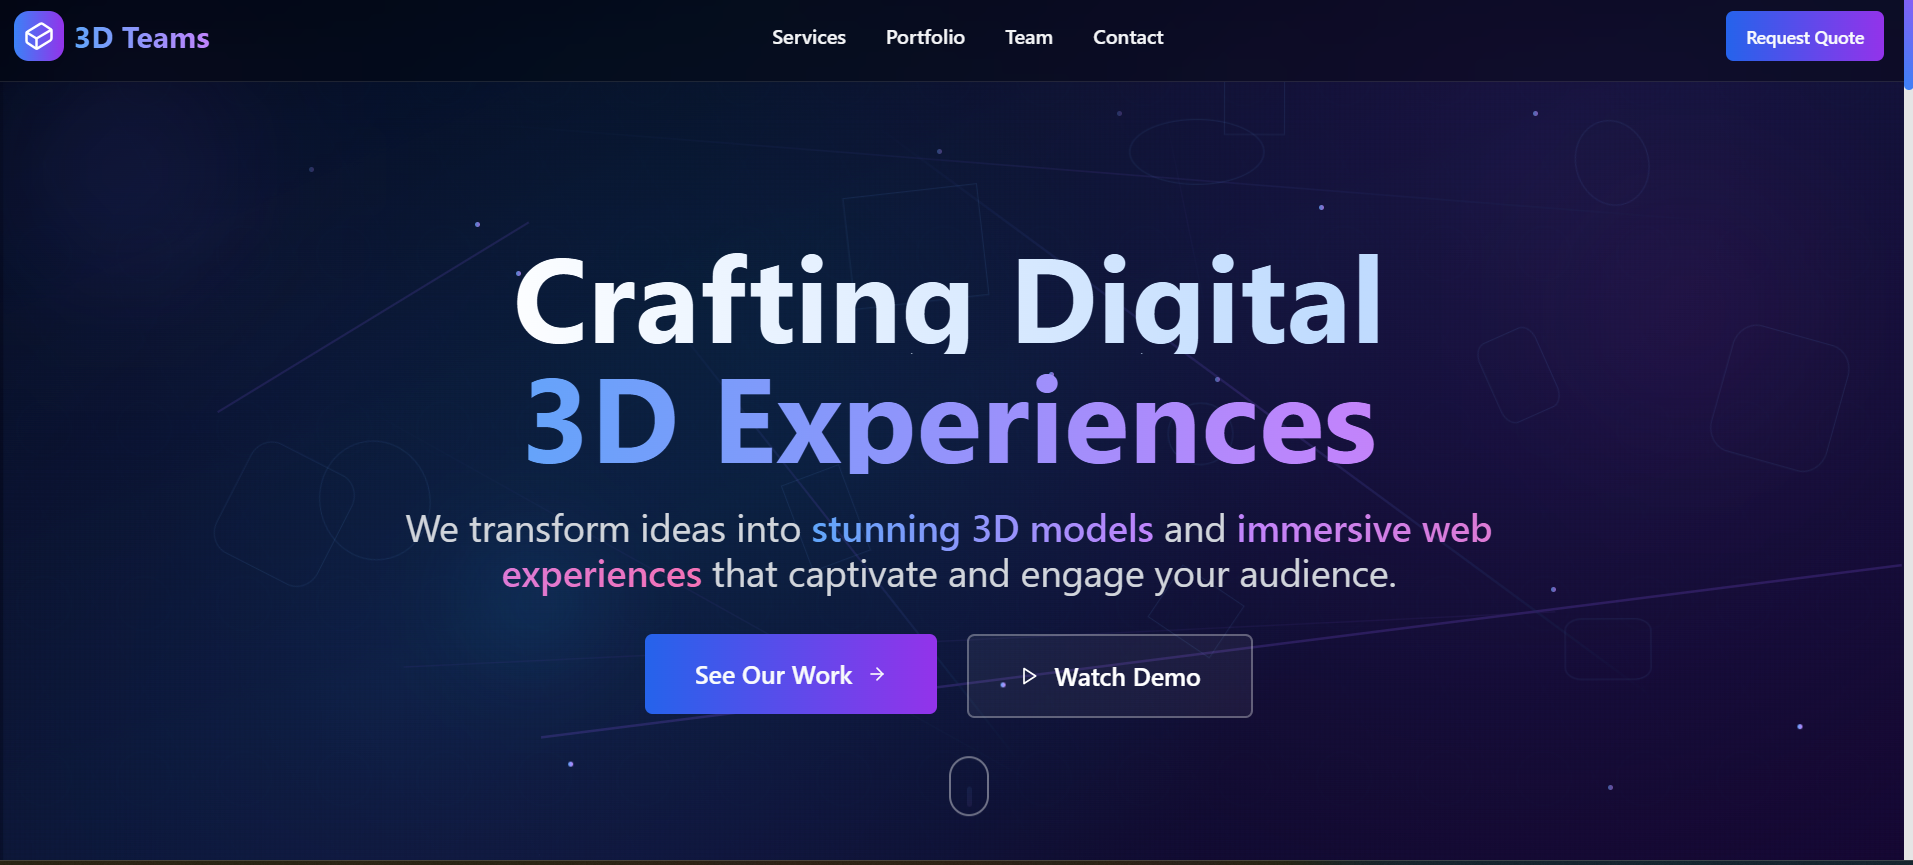 3D Teams
Services
Portfolio
Team
Contact
Request Quote
Crafting Digital
3D Experiences
We transform ideas into stunning 3D models and immersive web
experiences that captivate and engage your audience.
See Our Work
Watch Demo